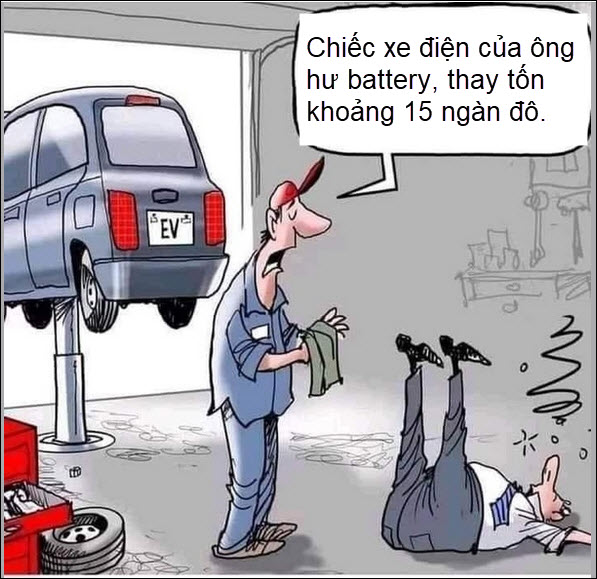 Chiếc xe điện của ông
hư battery, thay tốn
khoảng 15 ngàn đô.
EV